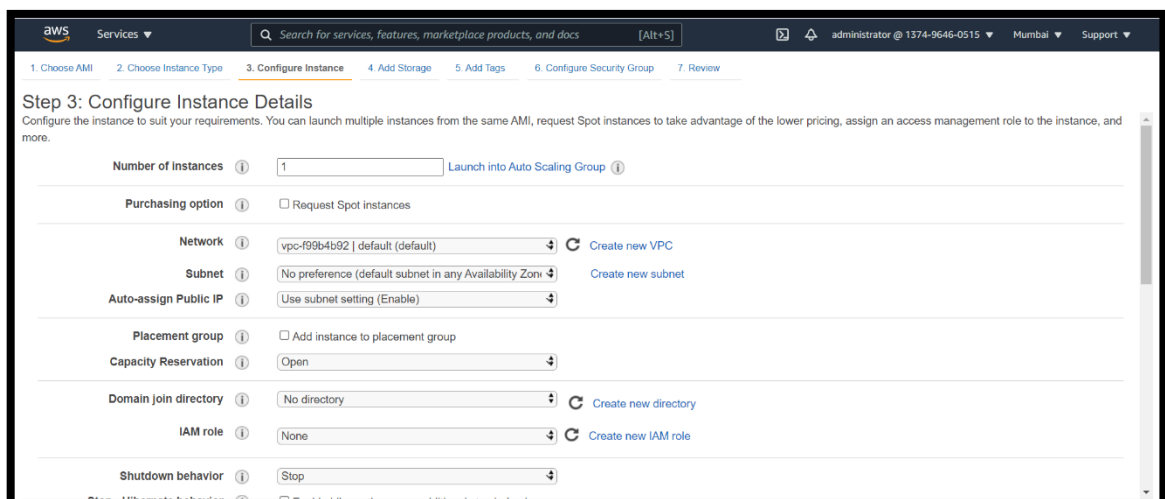 aws Services Search for services, features, marketplace products, and docs [Alt+S] administrator @ 1374-9646-0515 Mumbai Support
1. Choose AMI 2. Choose Instance Type 3. Configure Instance 4. Add Storage 5. Add Tags 6. Configure Security Group 7. Review
Step 3: Configure Instance Details
Configure the instance to suit your requirements. You can launch multiple instances from the same AMI, request Spot instances to take advantage of the lower pricing, assign an access management role to the instance, and
more.
Number of instances i 1 Launch into Auto Scaling Group i
Purchasing option i Request Spot instances
Network i vpc-f99b4b92 | default (default) Create new VPC
Subnet i No preference (default subnet in any Availability Zone Create new subnet
Auto-assign Public IP i Use subnet setting (Enable)
Placement group i Add instance to placement group
Capacity Reservation i Open
Domain join directory i No directory Create new directory
IAM role i None Create new IAM role
Shutdown behavior i Stop